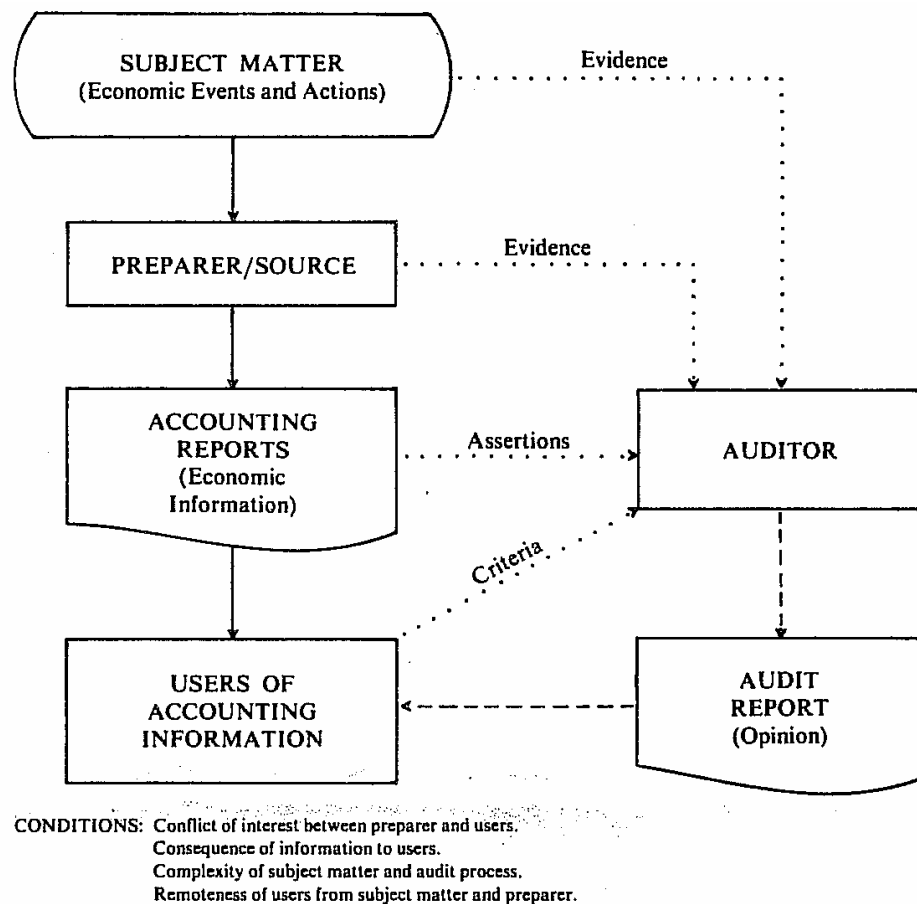 SUBJECT MATTER
(Economic Events and Actions)
Evidence
PREPARER/SOURCE
Evidence
ACCOUNTING
REPORTS
(Economic
Information)
Assertions
AUDITOR
Criteria
USERS OF
ACCOUNTING
INFORMATION
AUDIT
REPORT
(Opinion)
CONDITIONS: Conflict of interest between preparer and users.
Consequence of information to users.
Complexity of subject matter and audit process.
Remoteness of users from subject matter and preparer.